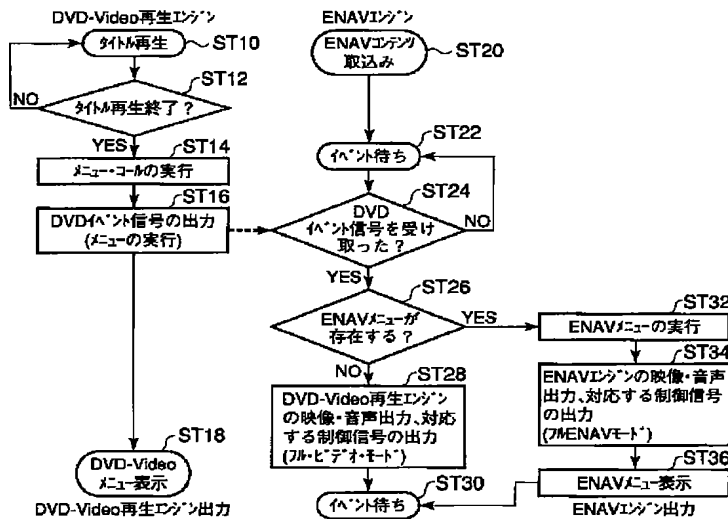 DVD-Video再生エンジン
タイトル再生
ST10
ST12
NO
タイトル再生終了？
YES
ST14
メニュー・コールの実行
ST16
DVDイベント信号の出力
(メニューの実行)
ST18
DVD-Video
メニュー表示
DVD-Video再生エンジン出力
ENAVエンジン
ENAVコンテンツ
取込み
ST20
ST22
イベント待ち
ST24
DVD
イベント信号を受け
取った？
NO
YES
ST26
ENAVメニューが
存在する？
YES
NO
ST28
DVD-Video再生エンジン
の映像・音声出力、対応
する制御信号の出力
(フル・ビデオ・モード)
ST30
イベント待ち
ST32
ENAVメニューの実行
ST34
ENAVエンジンの映像・音声
出力、対応する制御信号
の出力
(フルENAVモード)
ST36
ENAVメニュー表示
ENAVエンジン出力